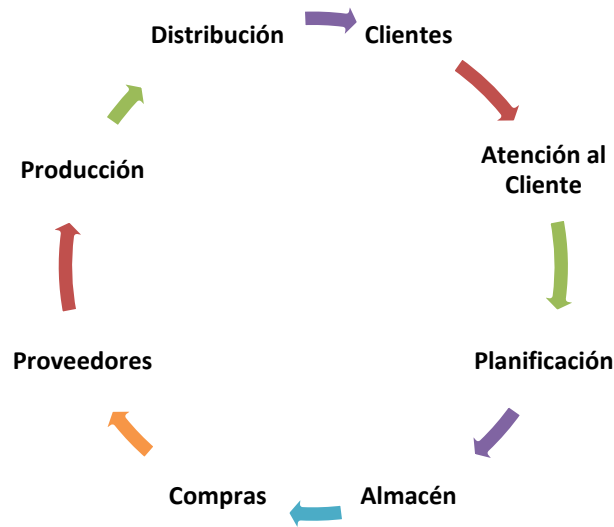 Distribución
Clientes
Atención al
Cliente
Planificación
Almacén
Compras
Proveedores
Producción